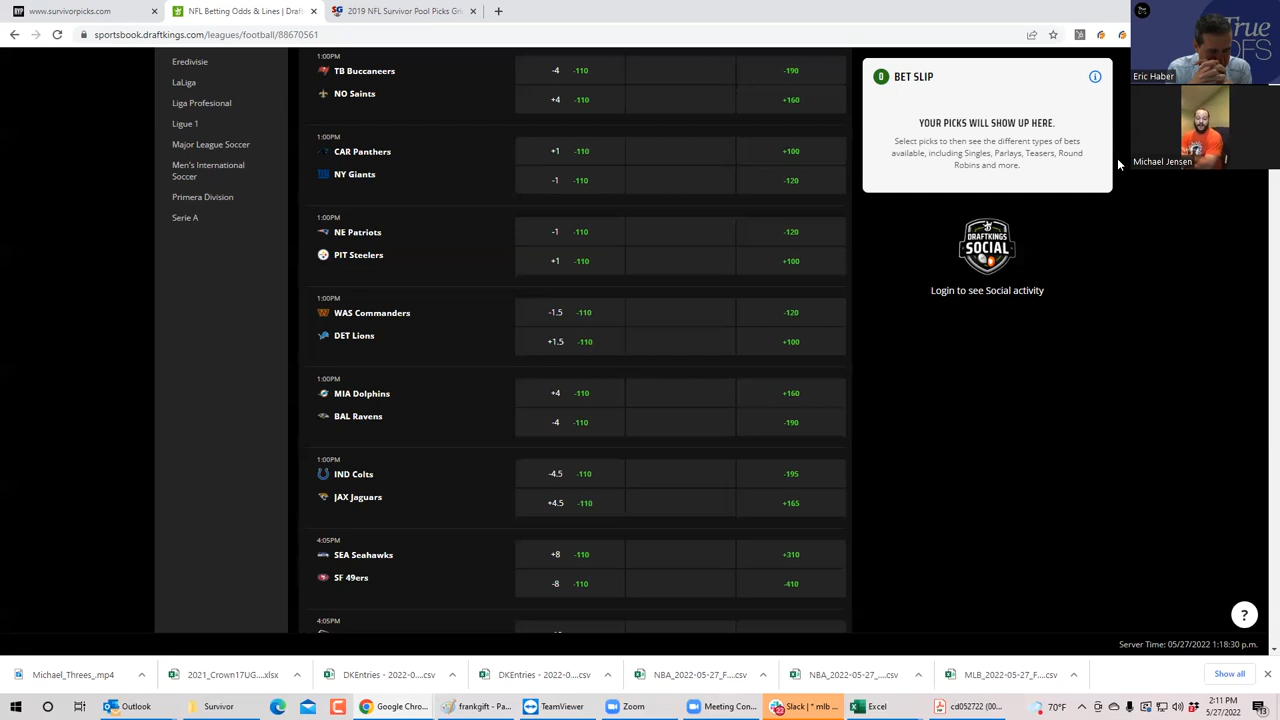 www.survivorpicks.com
NFL Betting Odds & Lines | Draf
2019 NFL Survivor Pool Picks Gri
sportsbook.draftkings.com/leagues/football/88670561
Eredivisie
LaLiga
Liga Profesional
Ligue 1
Major League Soccer
Men's International
Soccer
Primera Division
Serie A
1:00PM
TB Buccaneers -4 -110 -190
NO Saints +4 -110 +160
1:00PM
CAR Panthers +1 -110 +100
NY Giants -1 -110 -120
1:00PM
NE Patriots -1 -110 -120
PIT Steelers +1 -110 +100
1:00PM
WAS Commanders -1.5 -110 -120
DET Lions +1.5 -110 +100
1:00PM
MIA Dolphins +4 -110 +160
BAL Ravens -4 -110 -190
1:00PM
IND Colts -4.5 -110 -195
JAX Jaguars +4.5 -110 +165
4:05PM
SEA Seahawks +8 -110 +310
SF 49ers -8 -110 -410
4:05PM
0 BET SLIP
YOUR PICKS WILL SHOW UP HERE.
Select picks to then see the different types of bets
available, including Singles, Parlays, Teasers, Round
Robins and more.
DRAFTKINGS
SOCIAL
Login to see Social activity
True
DFS
Eric Haber
Michael Jensen
?
Server Time: 05/27/2022 1:18:30 p.m.
Michael_Threes_.mp4
2021_Crown17UG....xlsx
DKEntries - 2022-0....csv
DKEntries - 2022-0....csv
NBA_2022-05-27_F....csv
NBA_2022-05-27_....csv
MLB_2022-05-27_F....csv
Show all
Outlook
Survivor
Google Chro...
frankgift - Pa...
TeamViewer
Zoom
Meeting Con...
Slack | * mlb ...
Excel
cd052722 (00...
70°F
2:11 PM
5/27/2022